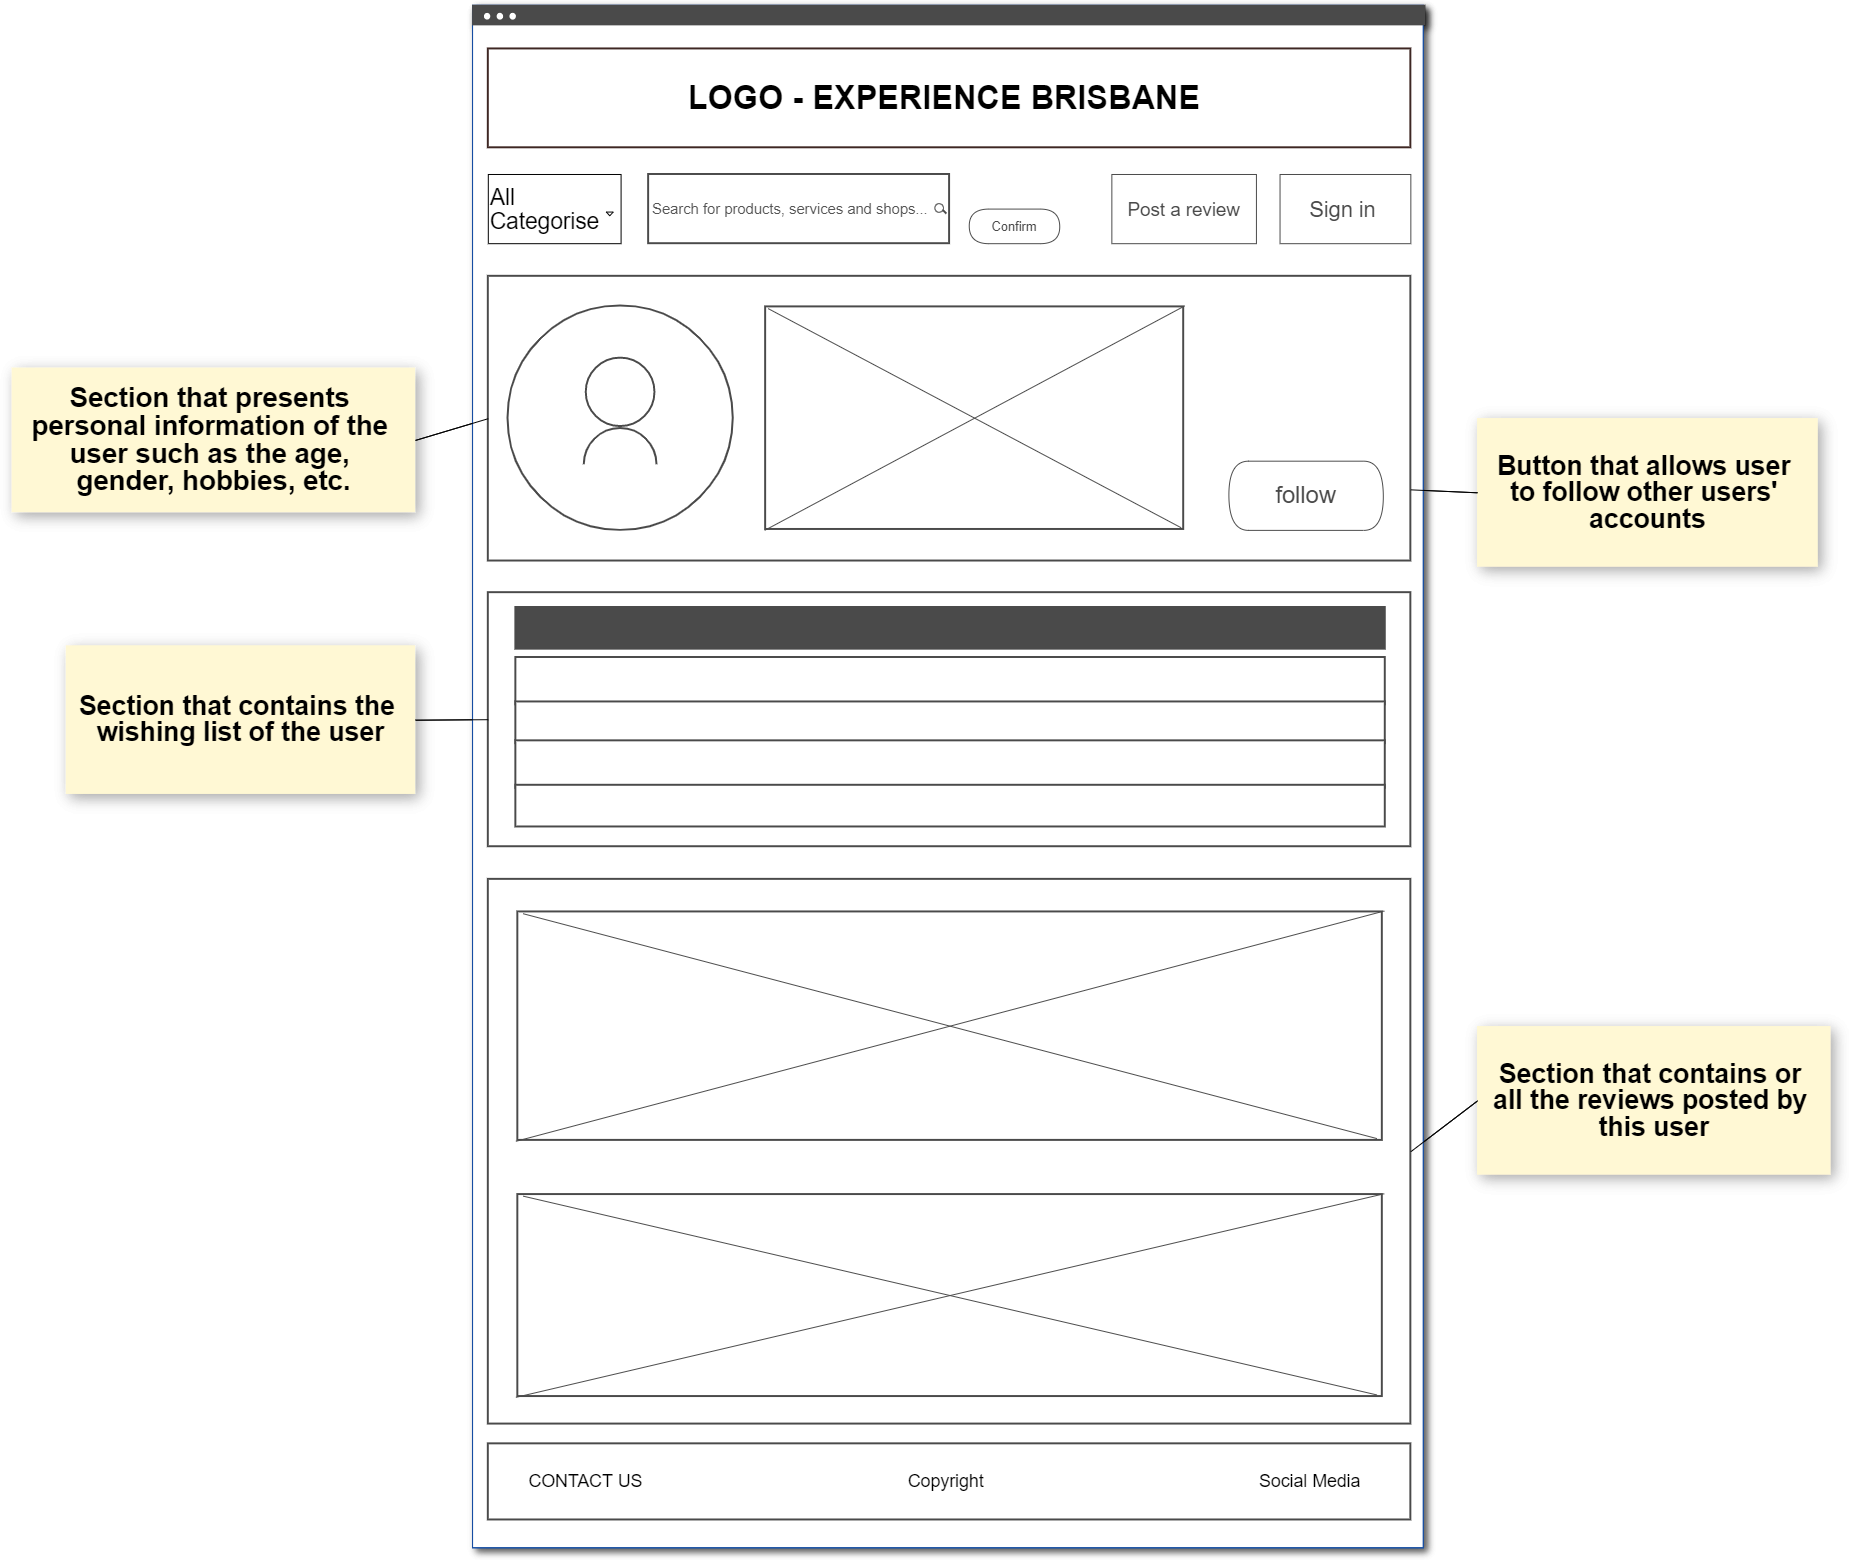 LOGO - EXPERIENCE BRISBANE
All
Categorise
Search for products, services and shops...
Confirm
Post a review
Sign in
Section that presents
personal information of the
user such as the age,
gender, hobbies, etc.
follow
Button that allows user
to follow other users'
accounts
Section that contains the
wishing list of the user
Section that contains or
all the reviews posted by
this user
CONTACT US
Copyright
Social Media